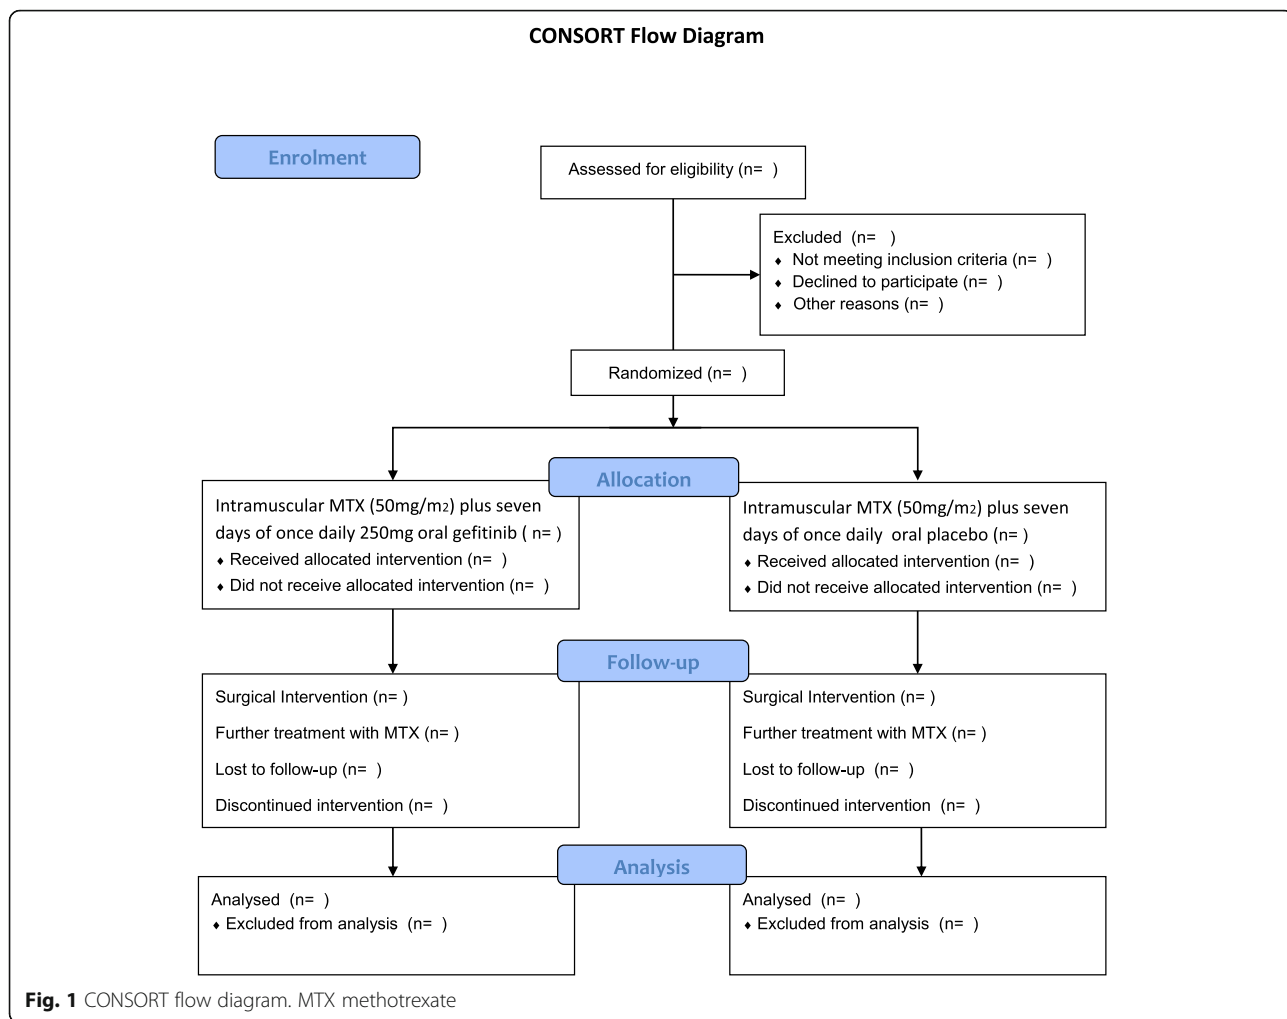 CONSORT Flow Diagram
Enrolment
Assessed for eligibility (n=  )
Excluded  (n=   )
♦ Not meeting inclusion criteria (n=  )
♦ Declined to participate (n=  )
♦ Other reasons (n=  )
Randomized (n=  )
Allocation
Intramuscular MTX (50mg/m2) plus seven
days of once daily 250mg oral gefitinib ( n= )
♦ Received allocated intervention (n=  )
♦ Did not receive allocated intervention (n=  )
Intramuscular MTX (50mg/m2) plus seven
days of once daily  oral placebo (n= )
♦ Received allocated intervention (n=  )
♦ Did not receive allocated intervention (n=  )
Follow-up
Surgical Intervention (n= )
Further treatment with MTX (n= )
Lost to follow-up (n=  )
Discontinued intervention (n=  )
Surgical Intervention (n= )
Further treatment with MTX (n= )
Lost to follow-up  (n=  )
Discontinued intervention  (n=  )
Analysis
Analysed  (n=  )
♦ Excluded from analysis  (n=  )
Analysed  (n=  )
♦ Excluded from analysis  (n=  )
Fig. 1 CONSORT flow diagram. MTX methotrexate